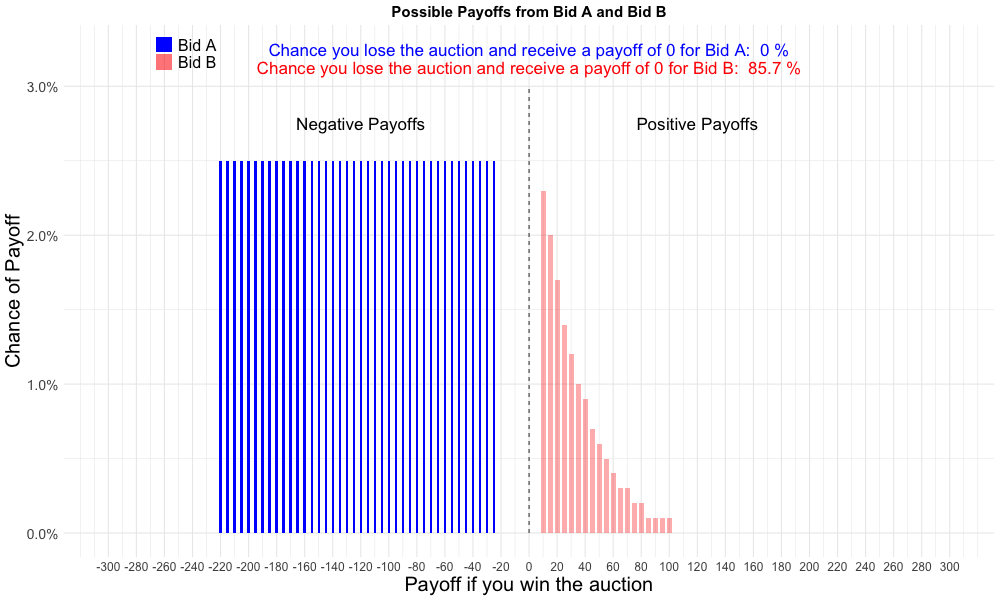 Possible Payoffs from Bid A and Bid B
Bid A
Bid B
Chance you lose the auction and receive a payoff of 0 for Bid A:  0 %
Chance you lose the auction and receive a payoff of 0 for Bid B:  85.7 %
Negative Payoffs
Positive Payoffs
Chance of Payoff
3.0%
2.0%
1.0%
0.0%
-300 -280 -260 -240 -220 -200 -180 -160 -140 -120 -100 -80 -60 -40 -20 0 20 40 60 80 100 120 140 160 180 200 220 240 260 280 300
Payoff if you win the auction